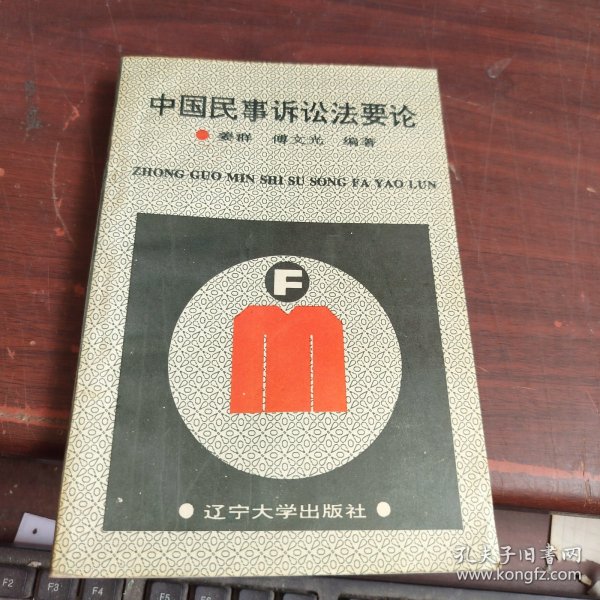 中国民事诉讼法要论
姜群 傅文光 编著
ZHONG GUO MIN SHI SU SONG FA YAO LUN
F
辽宁大学出版社
孔夫子旧书网
www.kongfz.com
F2
F3
F4
F5
F6